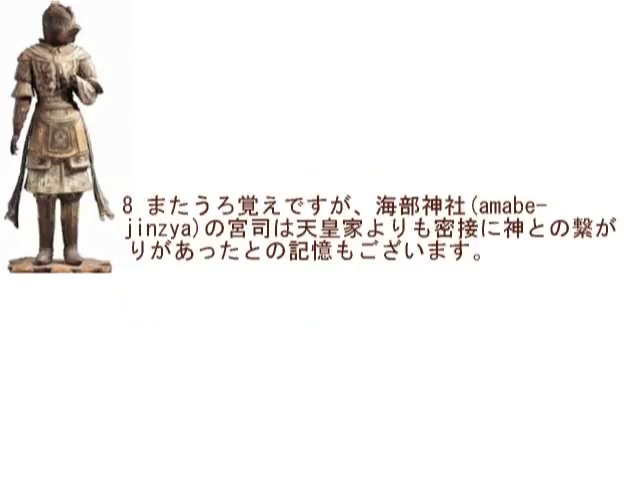 8 またうろ覚えですが、海部神社(amabe-
jinzya)の宮司は天皇家よりも密接に神との繋が
りがあったとの記憶もございます。